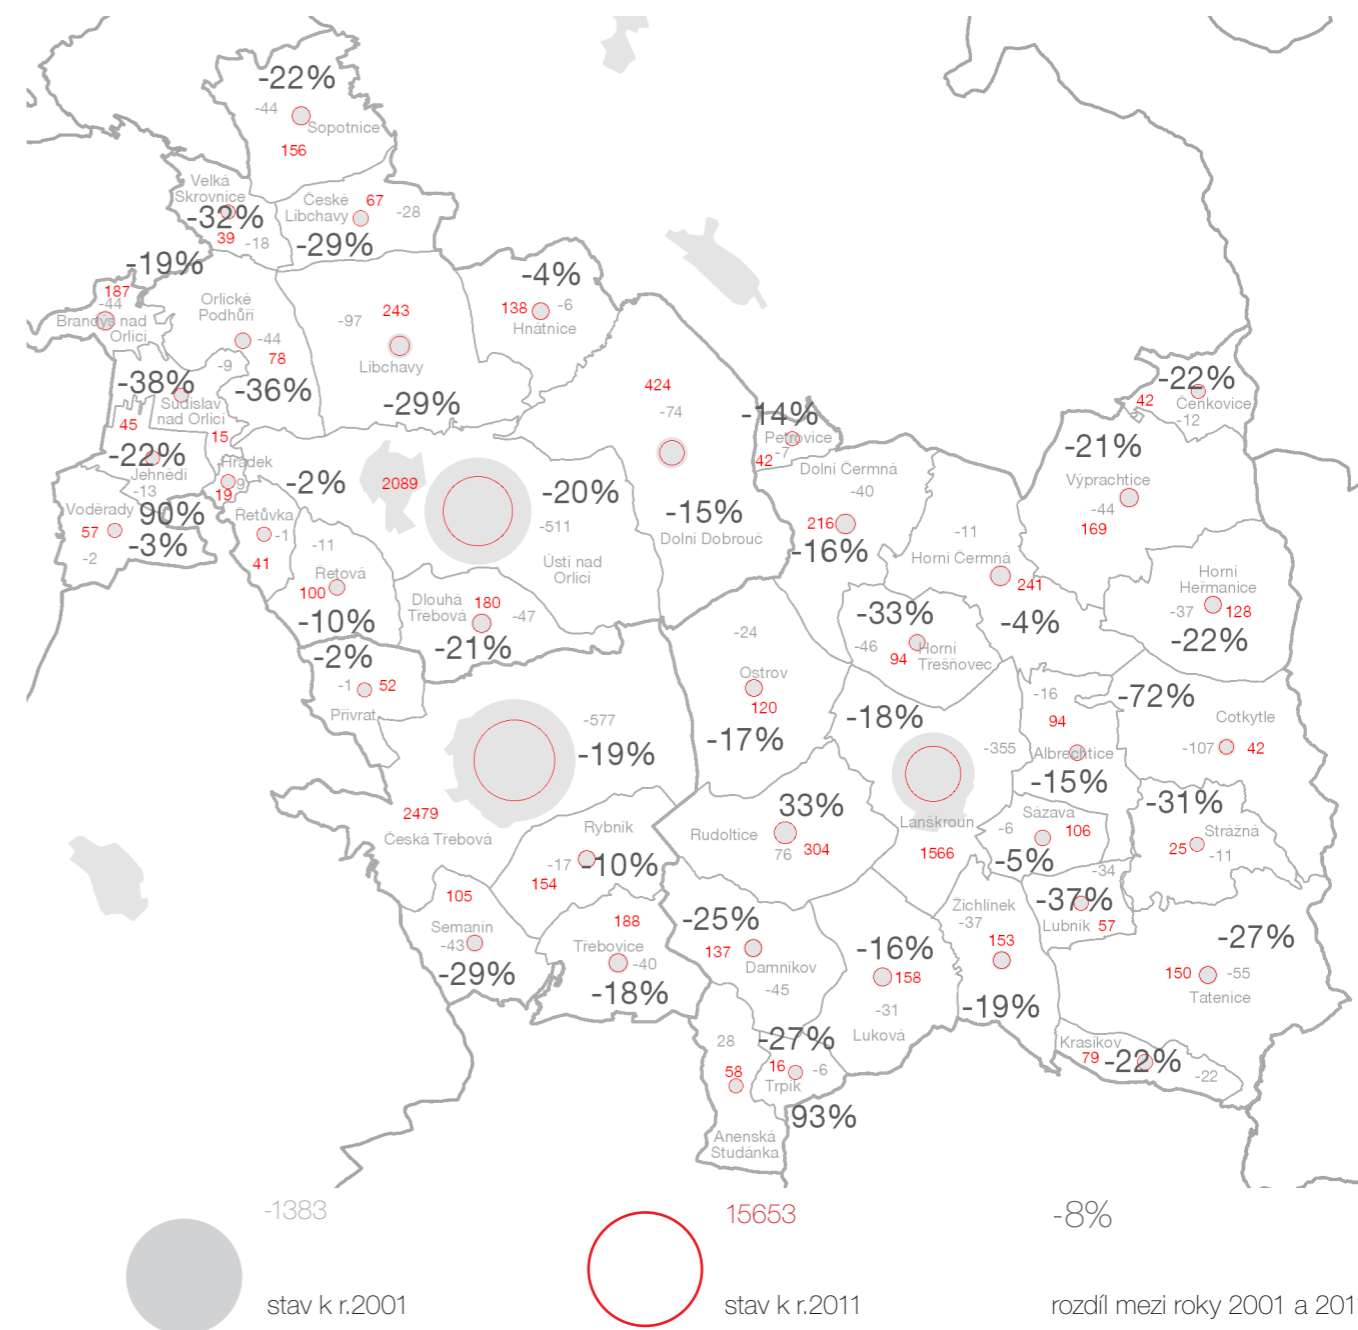 -22%
-44
Sopotnice
156
Velká
Skrovnice
-32%
39
-18
České
Libchavy
67
-28
-29%
-19%
187
-44
Brandýs nad
Orlicí
Orlické
Podhůří
-44
78
-36%
-97
243
Libchavy
-29%
-4%
138
-6
Hnátnice
-9
-38%
Sudislav
nad Orlicí
45
15
-22%
Jehnědí
-13
Hrádek
9
19
Voděrady
57
-2
90%
-3%
Řetůvka
-1
41
-2%
2089
-20%
-511
Ústí nad
Orlicí
424
-74
-15%
Dolní Dobrouč
-14%
Petrovice
-7
42
Dolní Čermná
-40
216
-16%
-22%
42
Čenkovice
-12
-21%
Výprachtice
-44
169
-11
Horní Čermná
241
-4%
Horní
Heřmanice
-37
128
-22%
-11
Řetová
100
-10%
Dlouhá
Třebová
180
-47
-21%
-33%
-46
94
Horní
Třešňovec
-2%
-1
52
Přívrat
-24
Ostrov
120
-17%
-577
-19%
2479
Česká Třebová
-18%
-355
Lanškroun
1566
-16
94
Albrechtice
-15%
-72%
Cotkytle
-107
42
Rybník
-17
-10%
154
33%
Rudoltice
76
304
Sázava
-6
106
-5%
-31%
Strážná
25
-11
105
Semanín
-43
-29%
188
Třebovice
-40
-18%
-25%
137
Damníkov
-45
-16%
158
-31
Luková
Žichlínek
-37
153
-19%
-34
-37%
Lubník
57
-27%
150
-55
Tatenice
28
58
Anenská
Studánka
-27%
16
-6
Trpík
93%
Krasíkov
79
-22%
-22
-1383
15653
-8%
stav k r.2001
stav k r.2011
rozdíl mezi roky 2001 a 201